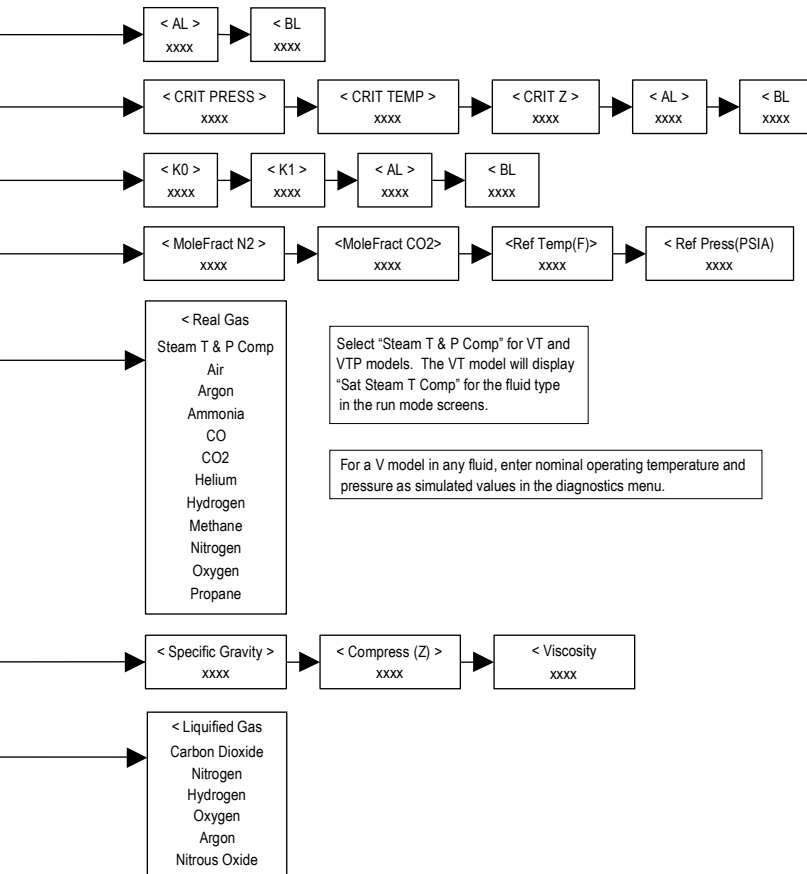 < AL >
xxxx
< BL
xxxx
< CRIT PRESS >
xxxx
< CRIT TEMP >
xxxx
< CRIT Z >
xxxx
< AL >
xxxx
< BL
xxxx
< K0 >
xxxx
< K1 >
xxxx
< AL >
xxxx
< BL
xxxx
< MoleFract N2 >
xxxx
<MoleFract CO2>
xxxx
<Ref Temp(F)>
xxxx
< Ref Press(PSIA)
xxxx
< Real Gas
Steam T & P Comp
Air
Argon
Ammonia
CO
CO2
Helium
Hydrogen
Methane
Nitrogen
Oxygen
Propane
Select “Steam T & P Comp” for VT and
VTP models. The VT model will display
“Sat Steam T Comp” for the fluid type
in the run mode screens.
For a V model in any fluid, enter nominal operating temperature and
pressure as simulated values in the diagnostics menu.
< Specific Gravity >
xxxx
< Compress (Z) >
xxxx
< Viscosity
xxxx
< Liquified Gas
Carbon Dioxide
Nitrogen
Hydrogen
Oxygen
Argon
Nitrous Oxide